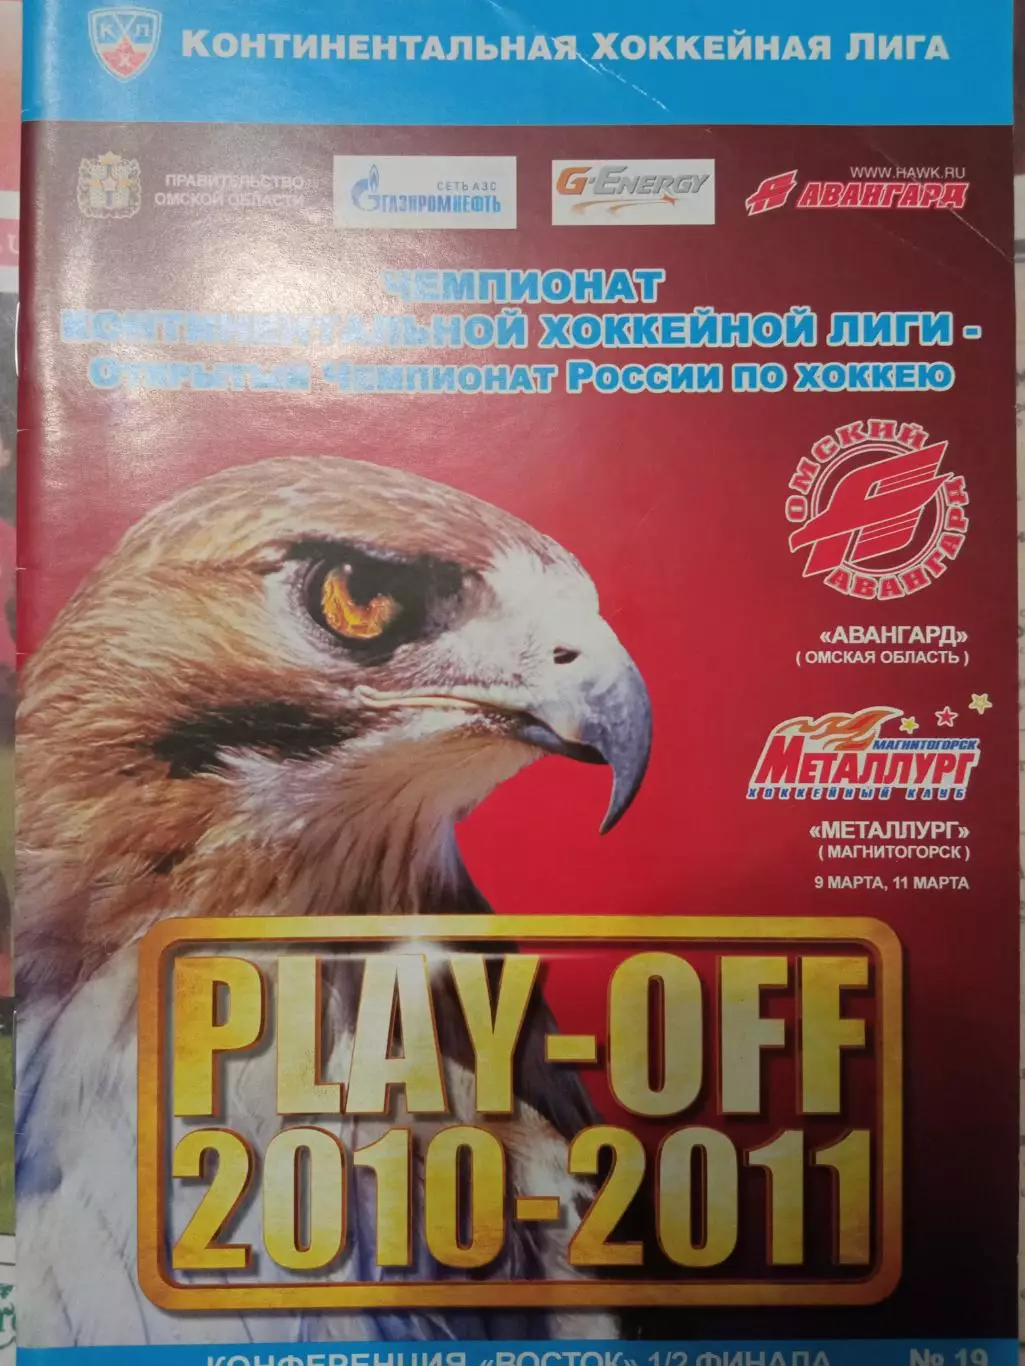 КХЛ
КОНТИНЕНТАЛЬНАЯ ХОККЕЙНАЯ ЛИГА
ПРАВИТЕЛЬСТВО
ОМСКОЙ ОБЛАСТИ
СЕТЬ АЗС
ГАЗПРОМНЕФТЬ
G-ENERGY
WWW.HAWK.RU
АВАНГАРД
ЧЕМПИОНАТ
КОНТИНЕНТАЛЬНОЙ ХОККЕЙНОЙ ЛИГИ -
ОТКРЫТЫЙ ЧЕМПИОНАТ РОССИИ ПО ХОККЕЮ
ОМСКИЙ
АВАНГАРД
«АВАНГАРД»
( ОМСКАЯ ОБЛАСТЬ )
МАГНИТОГОРСК
МЕТАЛЛУРГ
ХОККЕЙНЫЙ КЛУБ
«МЕТАЛЛУРГ»
( МАГНИТОГОРСК )
9 МАРТА, 11 МАРТА
PLAY-OFF
2010-2011
КОНФЕРЕНЦИЯ «ВОСТОК» 1/2 ФИНАЛА № 19